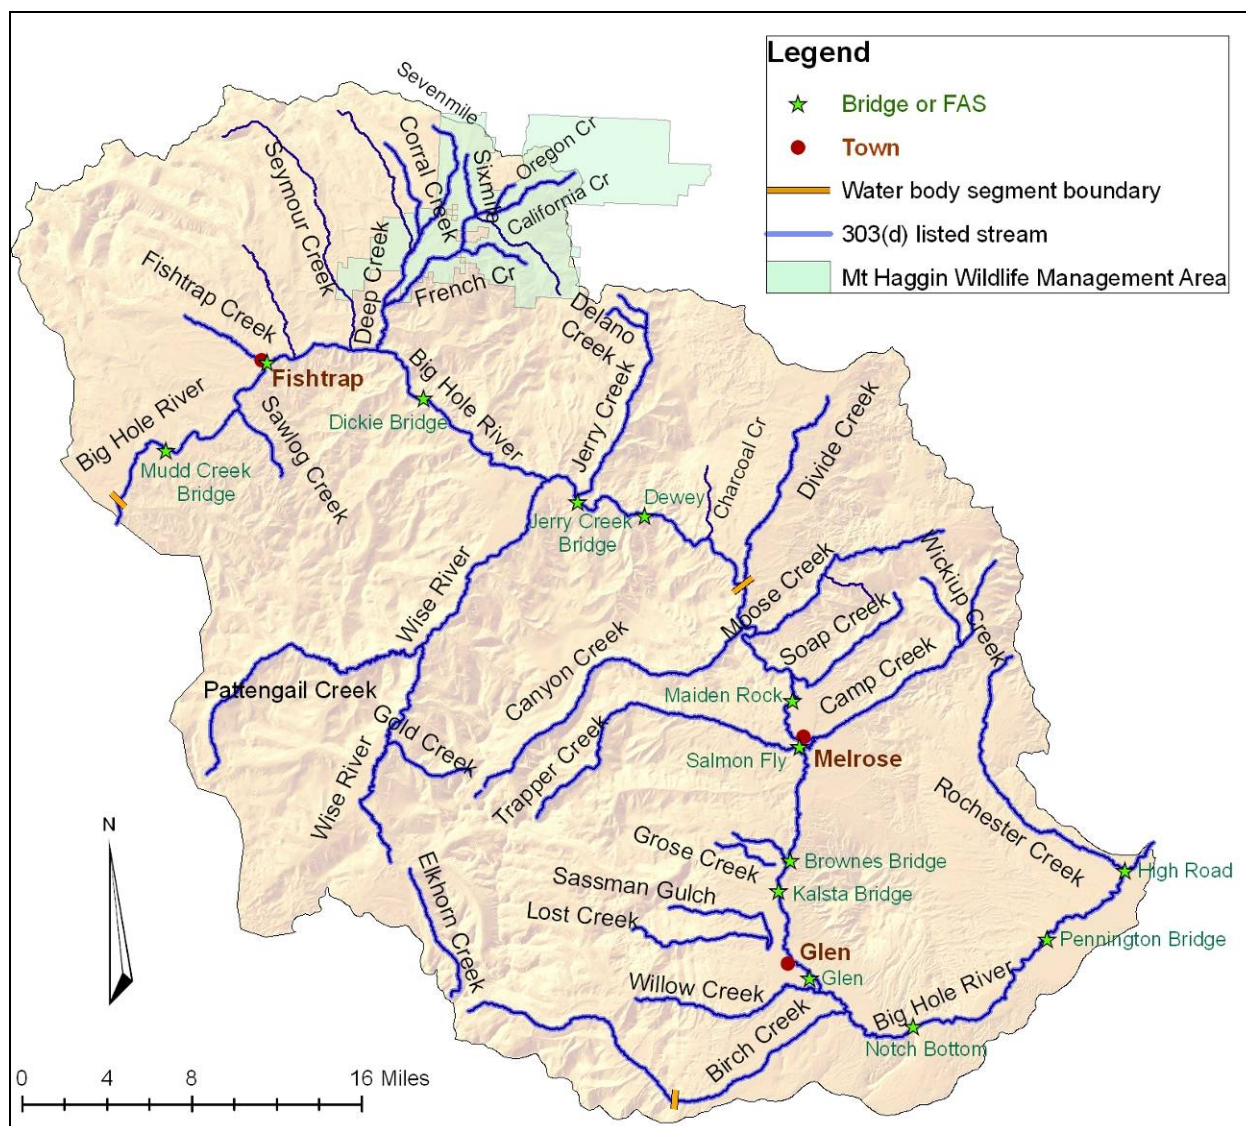 Legend
Bridge or FAS
Town
Water body segment boundary
303(d) listed stream
Mt Haggin Wildlife Management Area
Sevenmile
Corral Creek
Sixmile
Oregon Cr
California Cr
Seymour Creek
Deep Creek
French Cr
Fishtrap Creek
Delano
Creek
Big Hole River
Fishtrap
Jerry Creek
Big Hole River
Dickie Bridge
Sawlog Creek
Divide Creek
Charcoal Cr
Mudd Creek
Bridge
Dewey
Jerry Creek
Bridge
Wickiup Creek
Moose Creek
Wise River
Soap Creek
Canyon Creek
Camp Creek
Pattengail Creek
Maiden Rock
Gold Creek
Trapper Creek
Salmon Fly
Melrose
Wise River
Rochester Creek
Grose Creek
Brownes Bridge
High Road
Elkhorn Creek
Sassman Gulch
Kalsta Bridge
Lost Creek
Pennington Bridge
Glen
Glen
Willow Creek
Big Hole River
Birch Creek
Notch Bottom
N
0 4 8 16 Miles